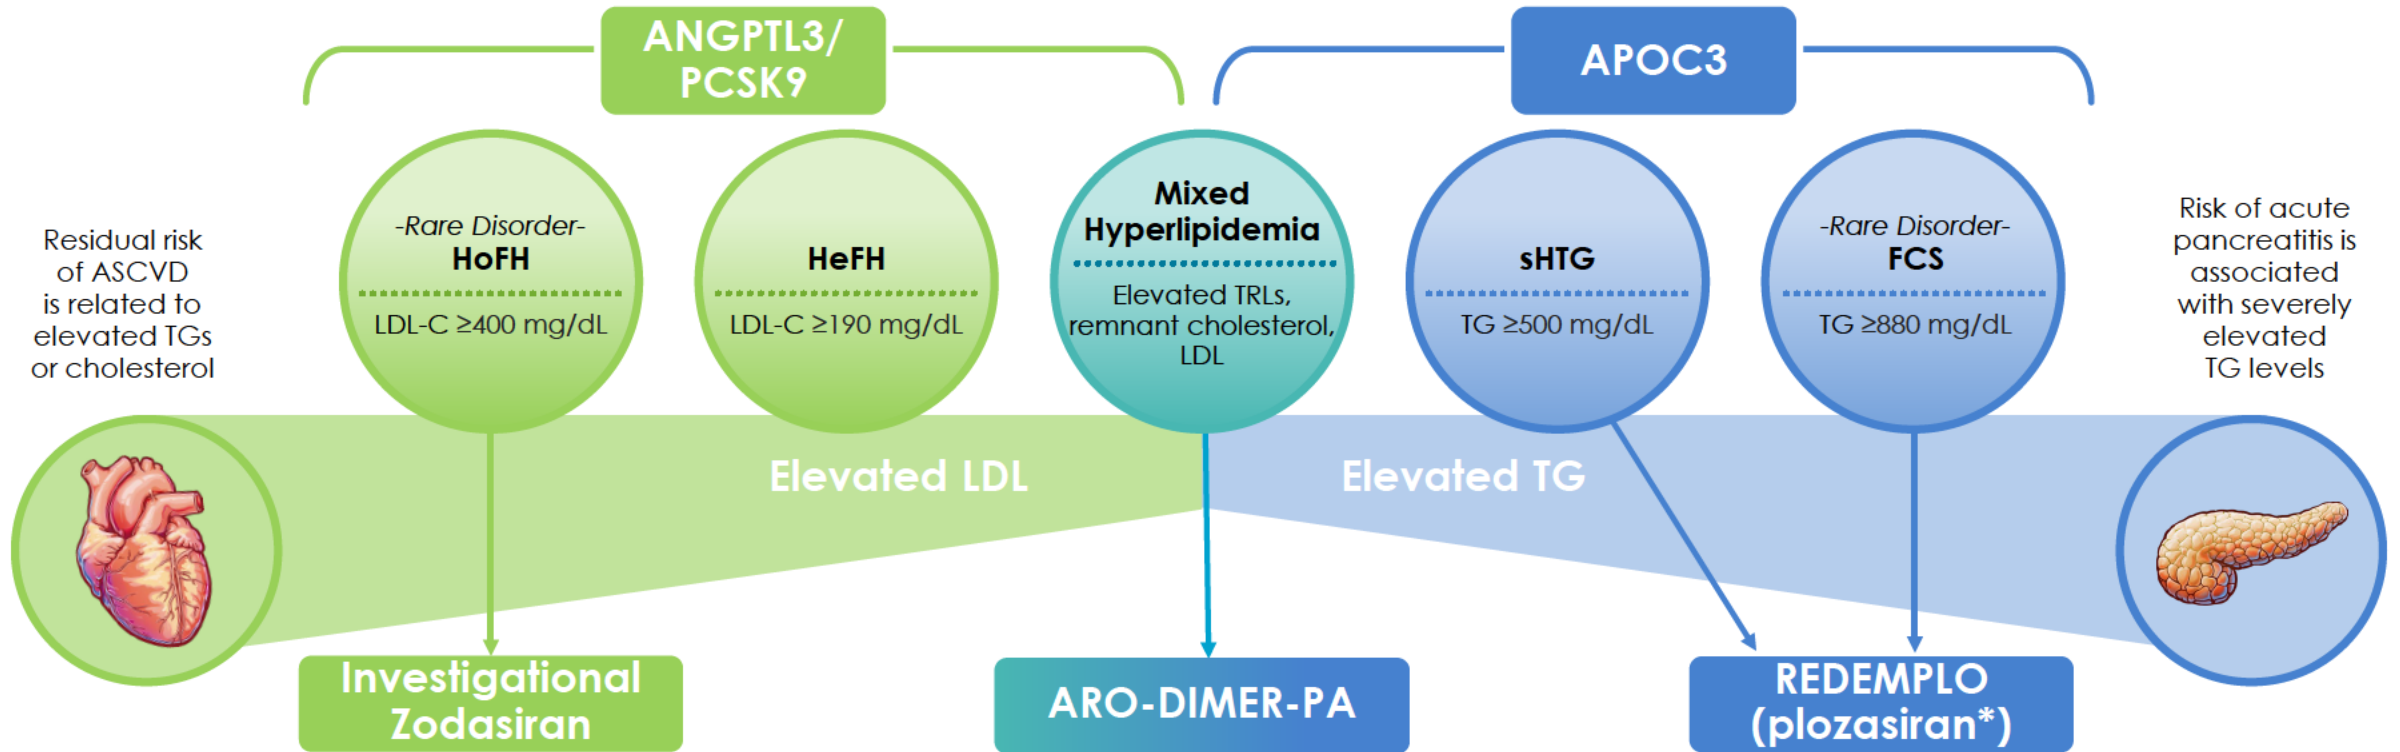 ANGPTL3/
PCSK9
APOC3
Residual risk
of ASCVD
is related to
elevated TGs
or cholesterol
-Rare Disorder-
HoFH
LDL-C ≥400 mg/dL
HeFH
LDL-C ≥190 mg/dL
Mixed
Hyperlipidemia
Elevated TRLs,
remnant cholesterol,
LDL
sHTG
TG ≥500 mg/dL
-Rare Disorder-
FCS
TG ≥880 mg/dL
Risk of acute
pancreatitis is
associated
with severely
elevated
TG levels
Elevated LDL
Elevated TG
Investigational
Zodasiran
ARO-DIMER-PA
REDEMPLO
(plozasiran*)